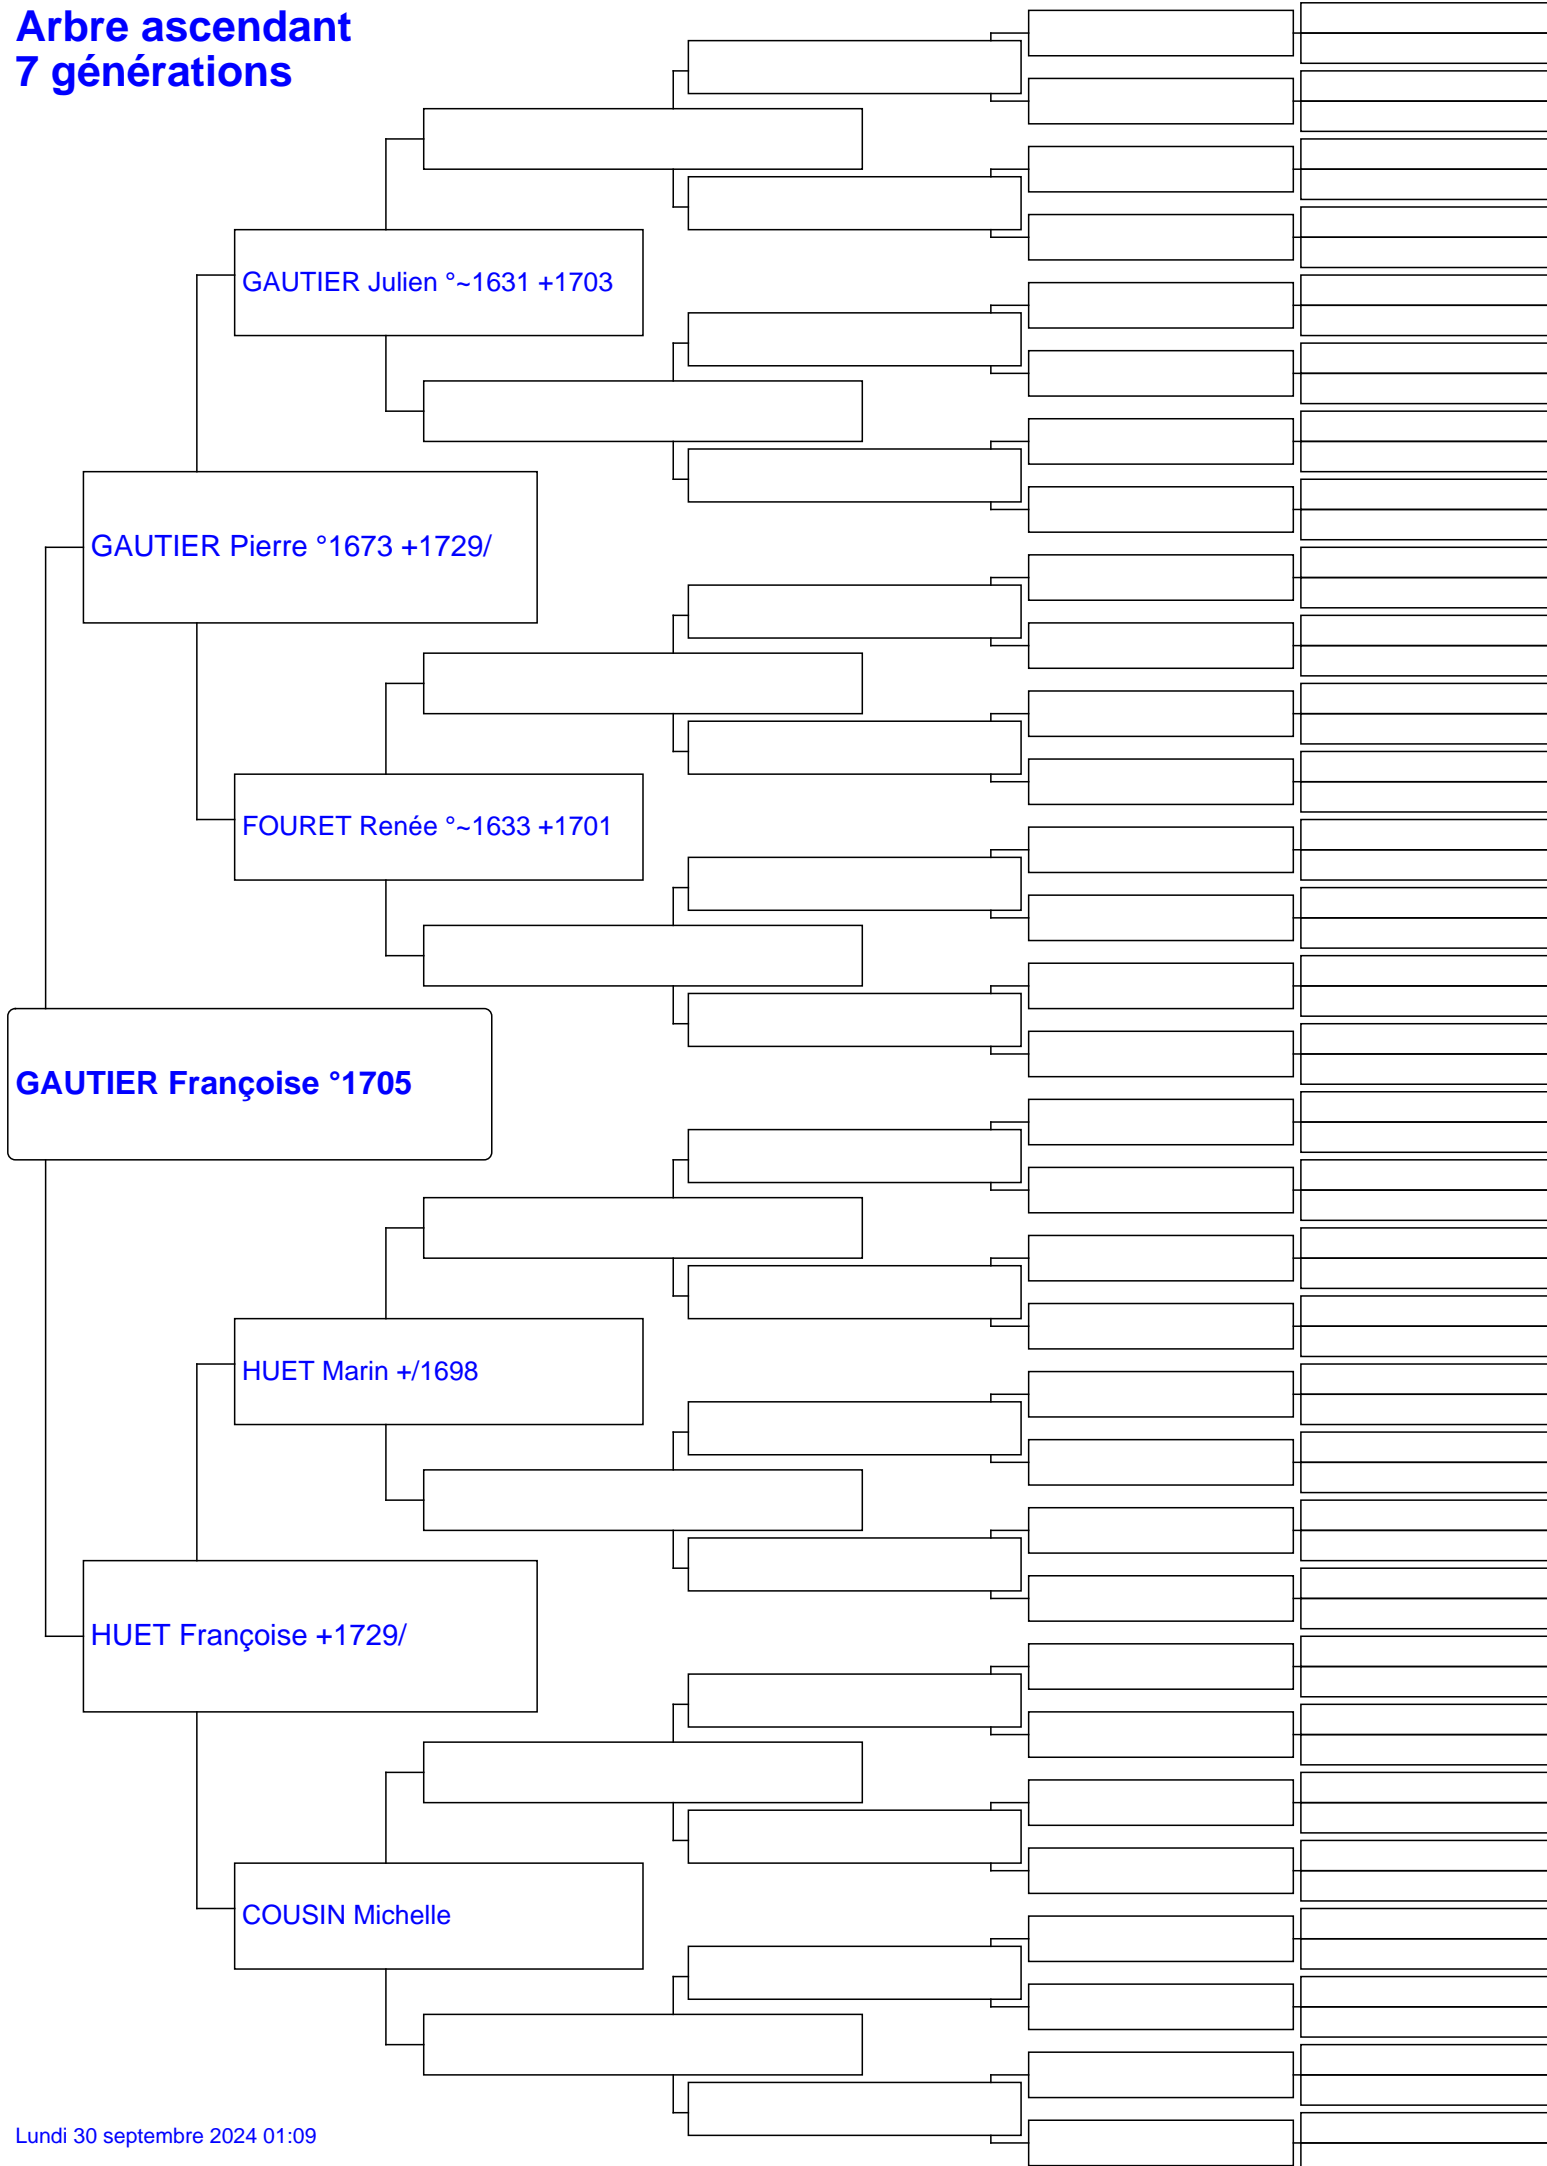 Arbre ascendant
7 générations
GAUTIER Julien °~1631 +1703
GAUTIER Pierre °1673 +1729/
FOURET Renée °~1633 +1701
GAUTIER Françoise °1705
HUET Marin +/1698
HUET Françoise +1729/
COUSIN Michelle
Lundi 30 septembre 2024 01:09